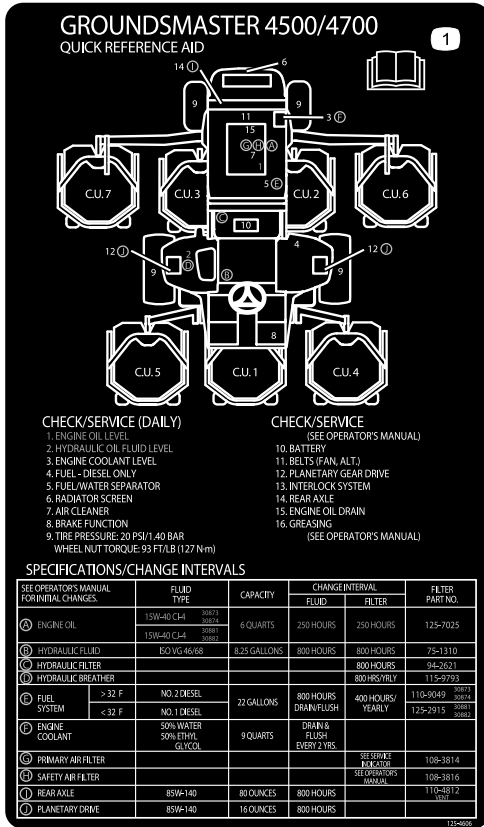 GROUNDSMASTER 4500/4700
QUICK REFERENCE AID
1
14 I
6
9
9
11
15
3 F
G H A
7
1
5 E
C.U.7
C.U.3
C.U.2
C.U.6
C
10
12 J
2
D
4
12 J
9
B
9
8
C.U.5
C.U.1
C.U.4
CHECK/SERVICE (DAILY)
1. ENGINE OIL LEVEL
2. HYDRAULIC OIL FLUID LEVEL
3. ENGINE COOLANT LEVEL
4. FUEL - DIESEL ONLY
5. FUEL/WATER SEPARATOR
6. RADIATOR SCREEN
7. AIR CLEANER
8. BRAKE FUNCTION
9. TIRE PRESSURE: 20 PSI/1.40 BAR
WHEEL NUT TORQUE: 93 FT/LB (127 N·m)
CHECK/SERVICE
(SEE OPERATOR'S MANUAL)
10. BATTERY
11. BELTS (FAN, ALT.)
12. PLANETARY GEAR DRIVE
13. INTERLOCK SYSTEM
14. REAR AXLE
15. ENGINE OIL DRAIN
16. GREASING
(SEE OPERATOR'S MANUAL)
SPECIFICATIONS/CHANGE INTERVALS
SEE OPERATOR'S MANUAL FOR INITIAL CHANGES. FLUID TYPE CAPACITY CHANGE INTERVAL FLUID FILTER FILTER PART NO.
A ENGINE OIL 15W-40 CJ-4 30873 30874 15W-40 CI-4 30881 30882 6 QUARTS 250 HOURS 250 HOURS 125-7025
B HYDRAULIC FLUID ISO VG 46/68 8.25 GALLONS 800 HOURS 800 HOURS 75-1310
C HYDRAULIC FILTER 800 HOURS 94-2621
D HYDRAULIC BREATHER 800 HRS/YRLY 115-9793
E FUEL SYSTEM > 32 F NO. 2 DIESEL < 32 F NO. 1 DIESEL 22 GALLONS 800 HOURS DRAIN/FLUSH 400 HOURS/ YEARLY 110-9049 30873 30874 125-2915 30881 30882
F ENGINE COOLANT 50% WATER 50% ETHYL GLYCOL 9 QUARTS DRAIN & FLUSH EVERY 2 YRS.
G PRIMARY AIR FILTER SEE SERVICE INDICATOR 108-3814
H SAFETY AIR FILTER SEE OPERATOR'S MANUAL 108-3816
I REAR AXLE 85W-140 80 OUNCES 800 HOURS 110-4812 VENT
J PLANETARY DRIVE 85W-140 16 OUNCES 800 HOURS
125-4606